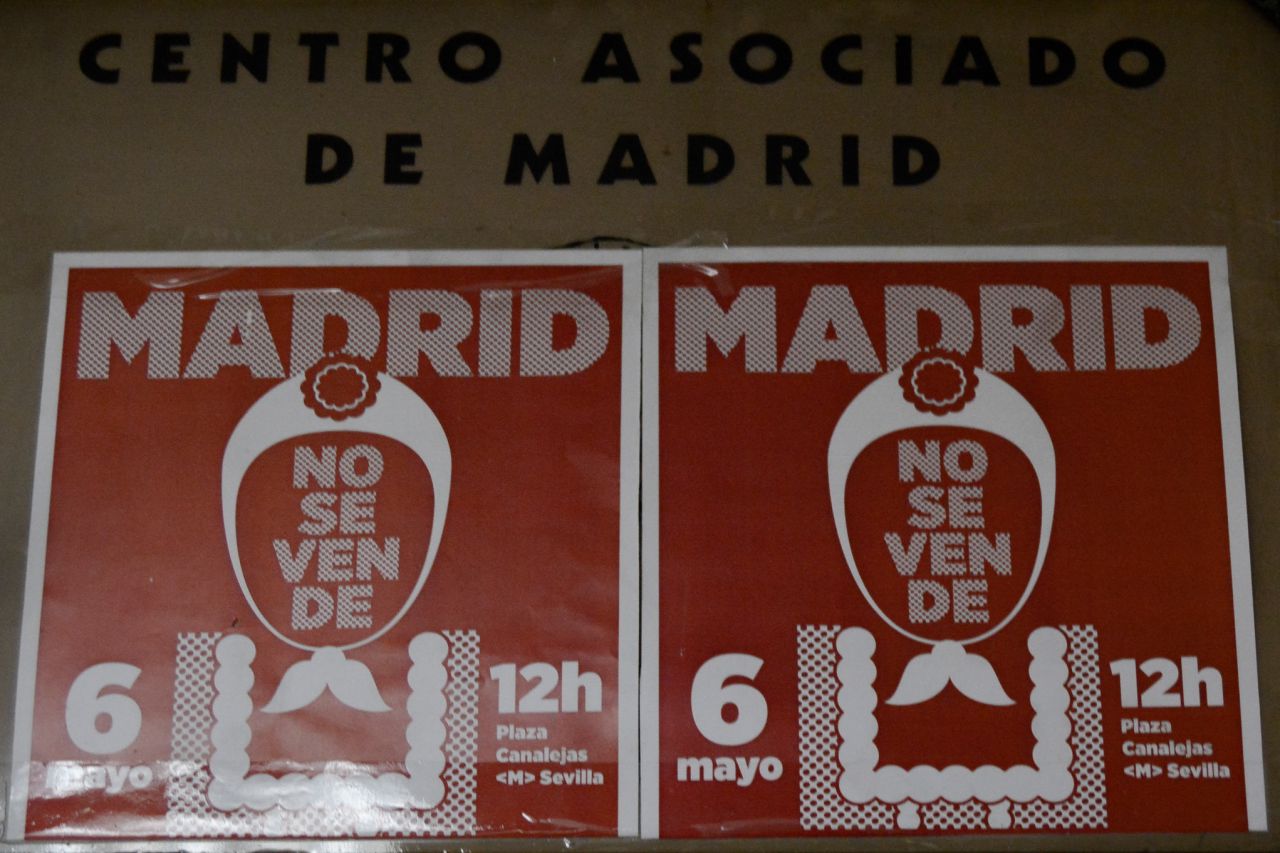 CENTRO ASOCIADO
DE MADRID
MADRID
NO
SE
VEN
DE
6
mayo
12h
Plaza
Canalejas
<M> Sevilla
MADRID
NO
SE
VEN
DE
6
mayo
12h
Plaza
Canalejas
<M> Sevilla